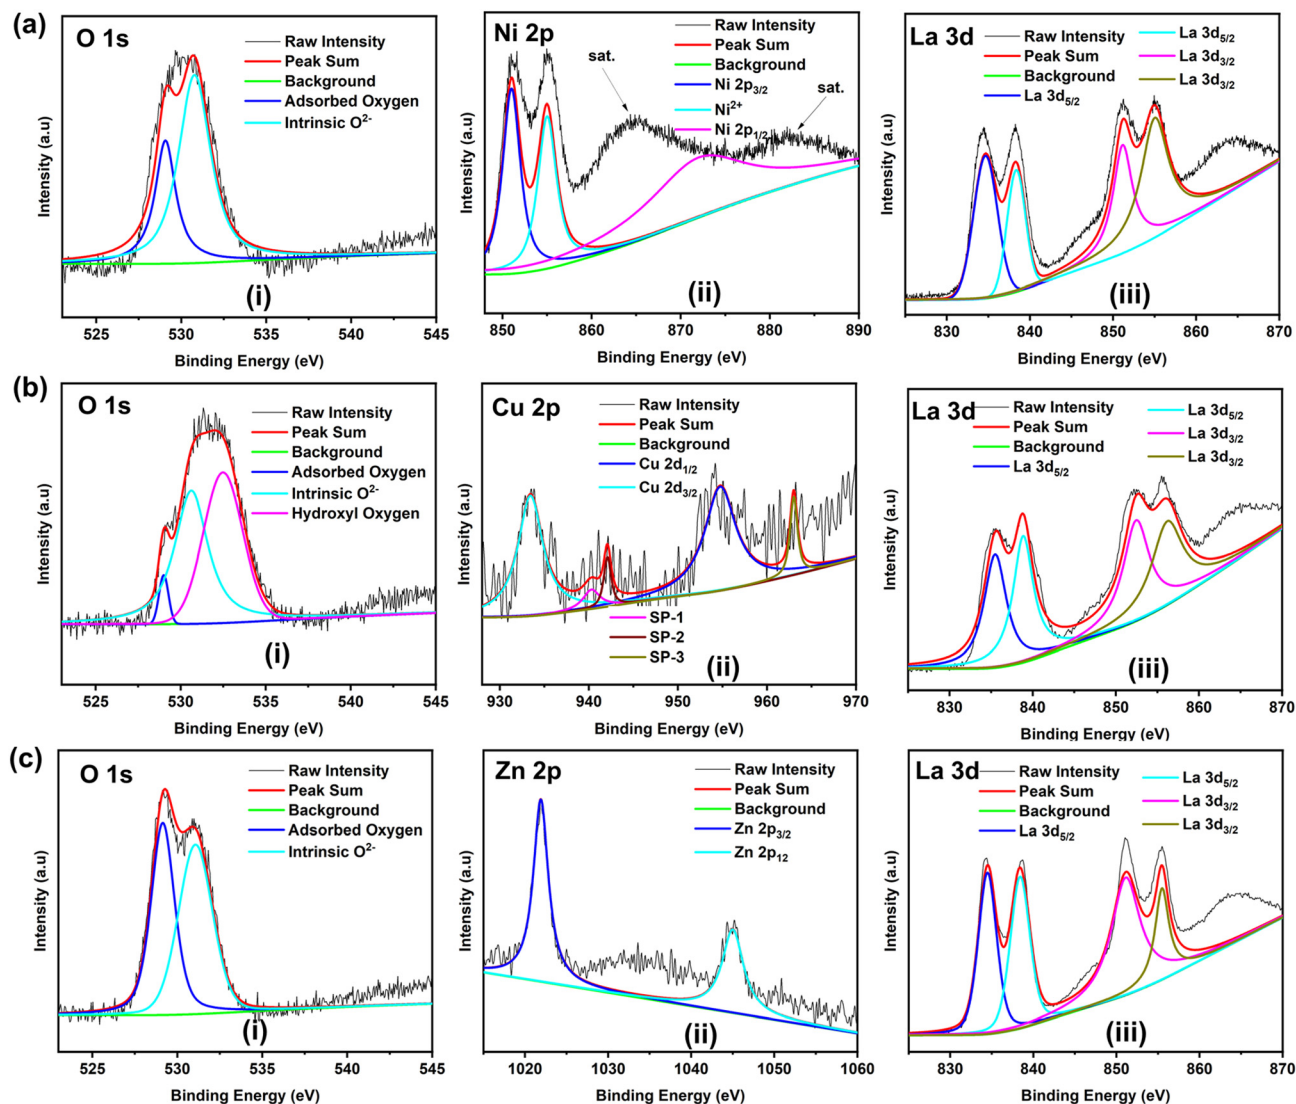 (a)
O 1s
Raw Intensity
Peak Sum
Background
Adsorbed Oxygen
Intrinsic O²⁻
Intensity (a.u)
(i)
525 530 535 540 545
Binding Energy (eV)
Ni 2p
Raw Intensity
Peak Sum
Background
Ni 2p₃/₂
Ni²⁺
Ni 2p₁/₂
sat.
sat.
Intensity (a.u)
(ii)
850 860 870 880 890
Binding Energy (eV)
La 3d
Raw Intensity
Peak Sum
Background
La 3d₅/₂
La 3d₅/₂
La 3d₃/₂
La 3d₃/₂
Intensity (a.u)
(iii)
830 840 850 860 870
Binding Energy (eV)
(b)
O 1s
Raw Intensity
Peak Sum
Background
Adsorbed Oxygen
Intrinsic O²⁻
Hydroxyl Oxygen
Intensity (a.u)
(i)
525 530 535 540 545
Binding Energy (eV)
Cu 2p
Raw Intensity
Peak Sum
Background
Cu 2d₁/₂
Cu 2d₃/₂
SP-1
SP-2
SP-3
Intensity (a.u)
(ii)
930 940 950 960 970
Binding Energy (eV)
La 3d
Raw Intensity
Peak Sum
Background
La 3d₅/₂
La 3d₅/₂
La 3d₃/₂
La 3d₃/₂
Intensity (a.u)
(iii)
830 840 850 860 870
Binding Energy (eV)
(c)
O 1s
Raw Intensity
Peak Sum
Background
Adsorbed Oxygen
Intrinsic O²⁻
Intensity (a.u)
(i)
525 530 535 540 545
Binding Energy (eV)
Zn 2p
Raw Intensity
Peak Sum
Background
Zn 2p₃/₂
Zn 2p₁₂
Intensity (a.u)
(ii)
1020 1030 1040 1050 1060
Binding Energy (eV)
La 3d
Raw Intensity
Peak Sum
Background
La 3d₅/₂
La 3d₅/₂
La 3d₃/₂
La 3d₃/₂
Intensity (a.u)
(iii)
830 840 850 860 870
Binding Energy (eV)